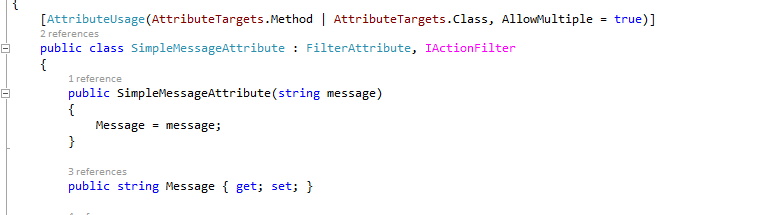 {
[AttributeUsage(AttributeTargets.Method | AttributeTargets.Class, AllowMultiple = true)]
2 references
public class SimpleMessageAttribute : FilterAttribute, IActionFilter
{
1 reference
public SimpleMessageAttribute(string message)
{
Message = message;
}
3 references
public string Message { get; set; }